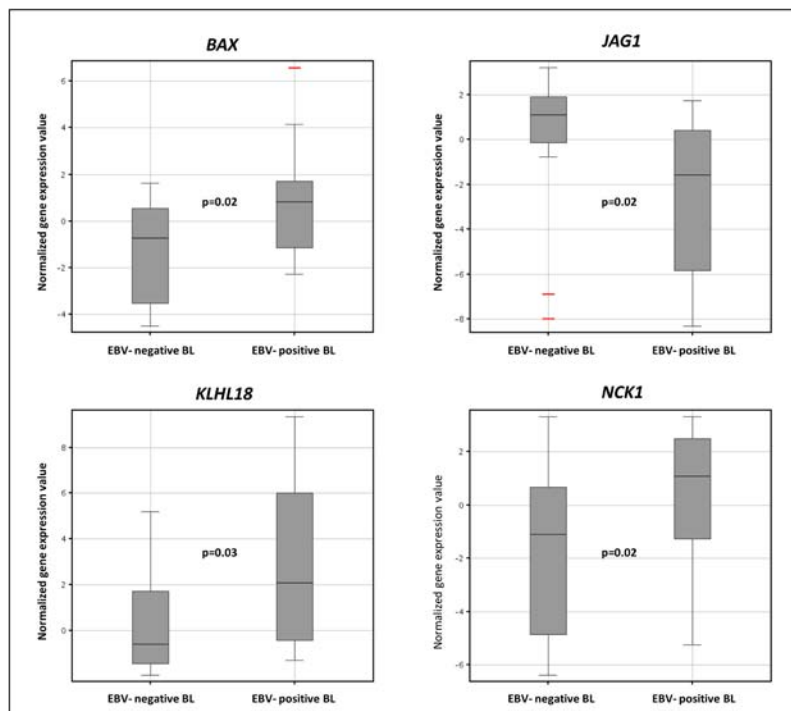 BAX
Normalized gene expression value
6
4
2
0
-2
-4
p=0.02
EBV- negative BL EBV- positive BL
JAG1
Normalized gene expression value
2
0
-2
-4
-6
-8
p=0.02
EBV- negative BL EBV- positive BL
KLHL18
Normalized gene expression value
8
6
4
2
0
p=0.03
EBV- negative BL EBV- positive BL
NCK1
Normalized gene expression value
2
0
-2
-4
-6
p=0.02
EBV- negative BL EBV- positive BL